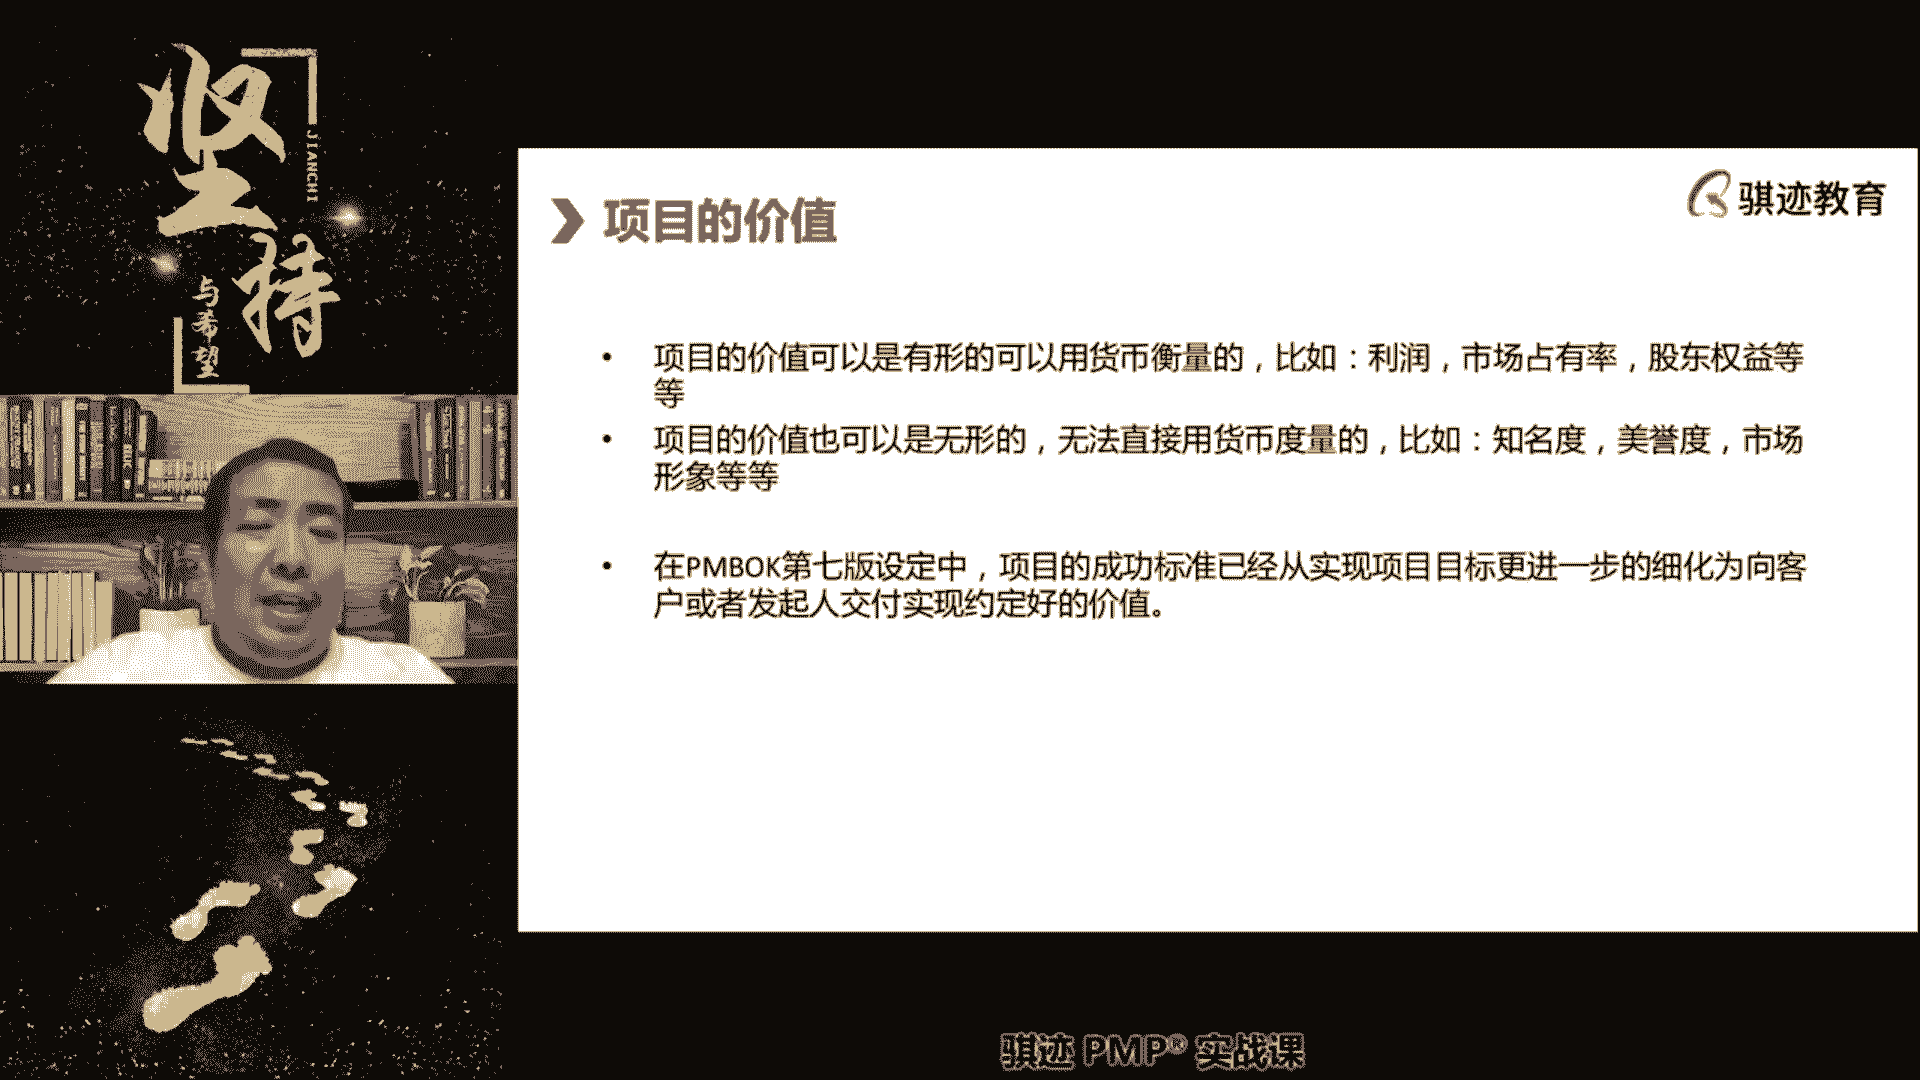 坚持
JIANCHI
与希望
骐迹教育
项目的价值
• 项目的价值可以是有形的可以用货币衡量的，比如：利润，市场占有率，股东权益等
等
• 项目的价值也可以是无形的，无法直接用货币度量的，比如：知名度，美誉度，市场
形象等等
• 在PMBOK第七版设定中，项目的成功标准已经从实现项目目标更进一步的细化为向客
户或者发起人交付实现约定好的价值。
骐迹 PMP® 实战课